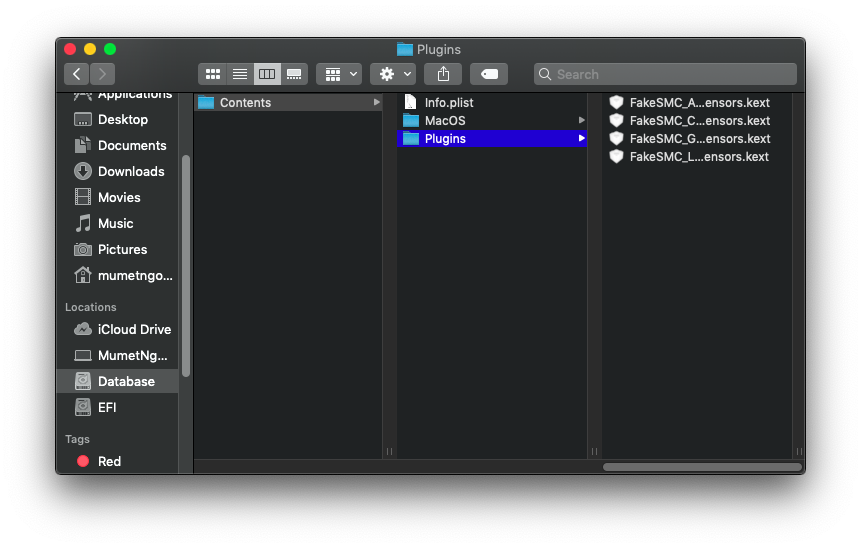 Plugins
Search
Applications
Desktop
Documents
Downloads
Movies
Music
Pictures
mumetngo...
Locations
iCloud Drive
MumetNg...
Database
EFI
Tags
Red
Contents
Info.plist
MacOS
Plugins
FakeSMC_A...ensors.kext
FakeSMC_C...ensors.kext
FakeSMC_G...ensors.kext
FakeSMC_L...ensors.kext